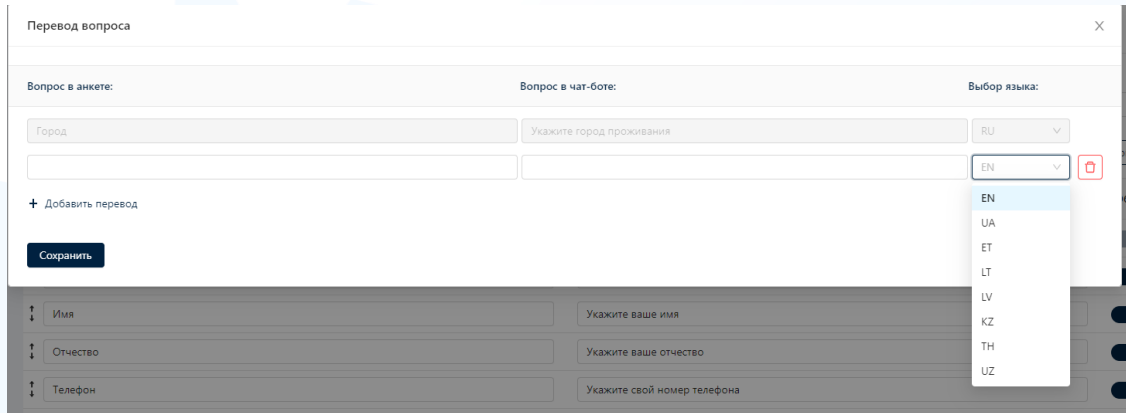 Перевод вопроса
Вопрос в анкете: Вопрос в чат-боте: Выбор языка:
Город Укажите город проживания RU
EN
+ Добавить перевод
EN
UA
Сохранить
ET
LT
LV
Имя Укажите ваше имя
KZ
Отчество Укажите ваше отчество
TH
UZ
Телефон Укажите свой номер телефона